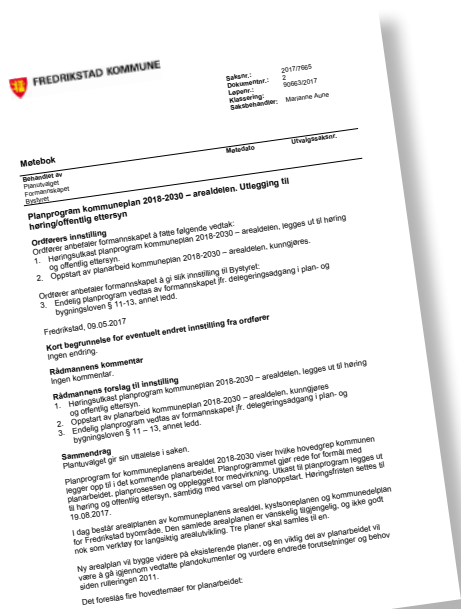 FREDRIKSTAD KOMMUNE
Saksnr.: 2017/7665
Dokumentnr.: 2
Løpenr.: 90663/2017
Klassering:
Saksbehandler: Marianne Aune
Møtebok
Behandlet av Møtedato Utvalgssaksnr.
Planutvalget
Formannskapet
Bystyret
Planprogram kommuneplan 2018-2030 – arealdelen. Utlegging til
høring/offentlig ettersyn
Ordførers innstilling
Ordfører anbefaler formannskapet å fatte følgende vedtak:
1. Høringsutkast planprogram kommuneplan 2018-2030 – arealdelen, legges ut til høring
og offentlig ettersyn.
2. Oppstart av planarbeid kommuneplan 2018-2030 – arealdelen, kunngjøres.
Ordfører anbefaler formannskapet å gi slik innstilling til Bystyret:
3. Endelig planprogram vedtas av formannskapet jfr. delegeringsadgang i plan- og
bygningsloven § 11-13, annet ledd.
Fredrikstad, 09.05.2017
Kort begrunnelse for eventuelt endret innstilling fra ordfører
Ingen endring.
Rådmannens kommentar
Ingen kommentar.
Rådmannens forslag til innstilling
1. Høringsutkast planprogram kommuneplan 2018-2030 – arealdelen, legges ut til høring
og offentlig ettersyn.
2. Oppstart av planarbeid kommuneplan 2018-2030 – arealdelen, kunngjøres
3. Endelig planprogram vedtas av formannskapet jfr. delegeringsadgang i plan- og
bygningsloven § 11 – 13, annet ledd.
Sammendrag
Plantuvalget gir sin uttalelse i saken.
Planprogram for kommuneplanens arealdel 2018-2030 viser hvilke hovedgrep kommunen
legger opp til i det kommende planarbeidet. Planprogrammet gjør rede for formål med
planarbeidet, planprosessen og opplegget for medvirkning. Utkast til planprogram legges ut
til høring og offentlig ettersyn, samtidig med varsel om planoppstart. Høringsfristen settes til
19.08.2017.
I dag består arealplanen av kommuneplanens arealdel, kystsoneplanen og kommunedelplan
for Fredrikstad byområde. Den samlede arealplanen er vanskelig tilgjengelig, og ikke godt
nok som verktøy for langsiktig arealutvikling. Tre planer skal samles til en.
Ny arealplan vil bygge videre på eksisterende planer, og en viktig del av planarbeidet vil
være å gå igjennom vedtatte plandokumenter og vurdere endrede forutsetninger og behov
siden rulleringen 2011.
Det foreslås fire hovedtemaer for planarbeidet: